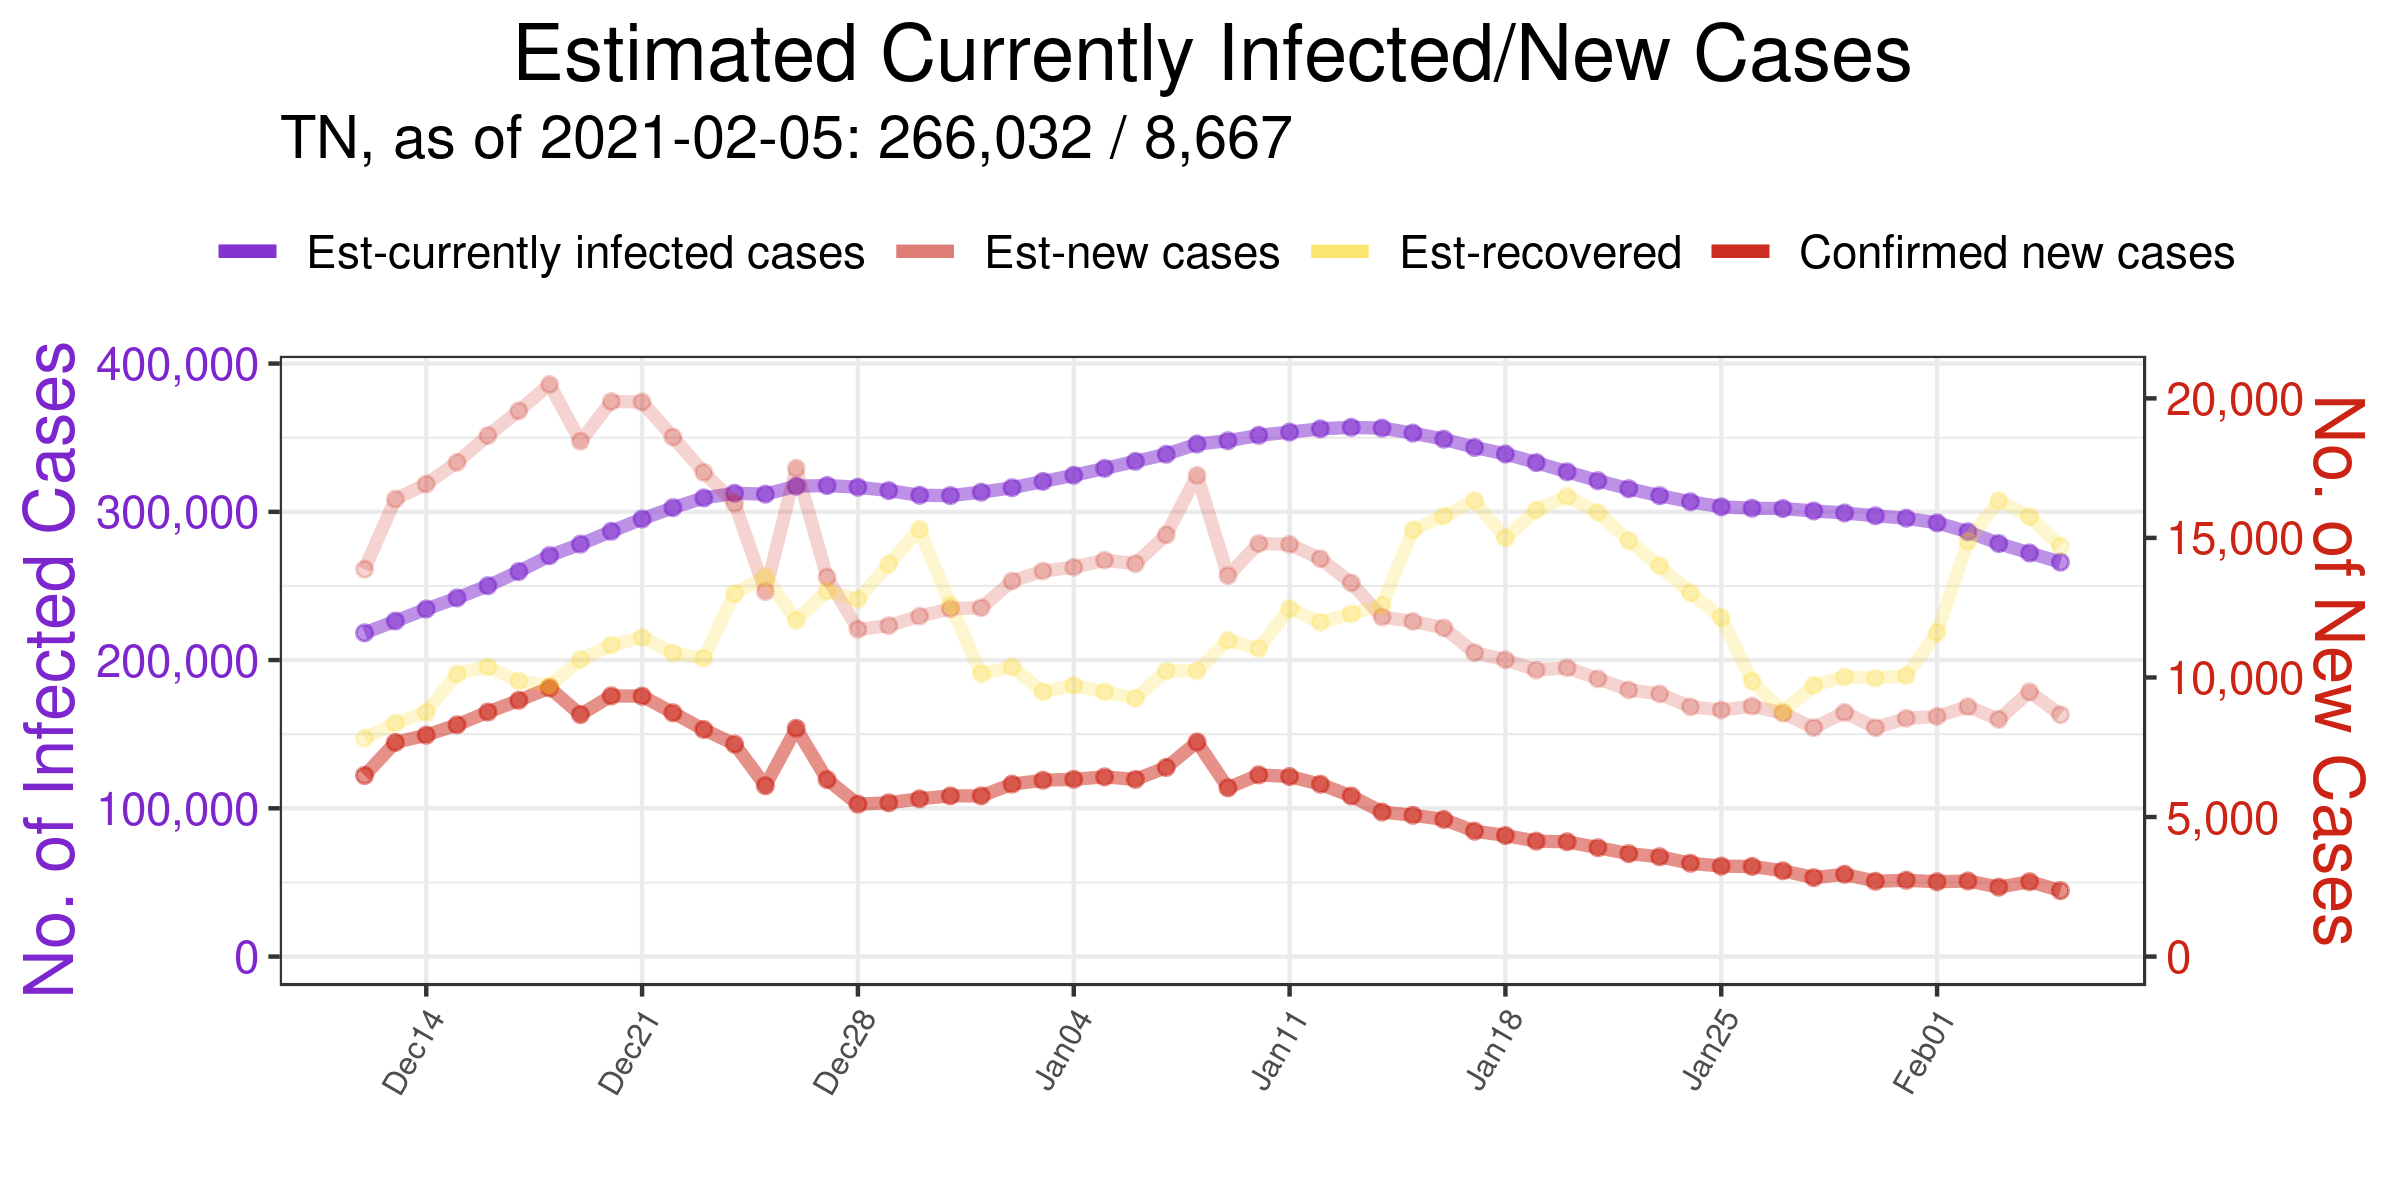 Estimated Currently Infected/New Cases
TN, as of 2021-02-05: 266,032 / 8,667
Est-currently infected cases Est-new cases Est-recovered Confirmed new cases
No. of Infected Cases
400,000
300,000
200,000
100,000
0
20,000
15,000
10,000
5,000
0
No. of New Cases
Dec14 Dec21 Dec28 Jan04 Jan11 Jan18 Jan25 Feb01